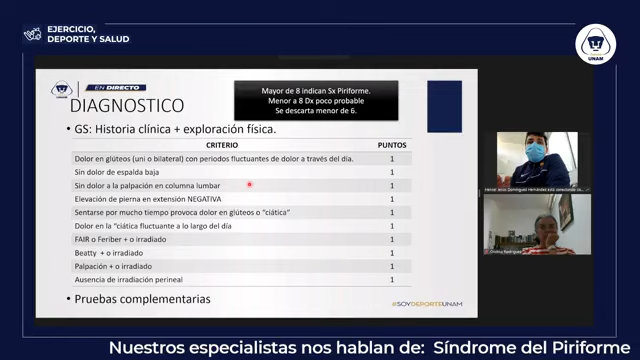 EJERCICIO,
DEPORTE Y SALUD
UNAM
EN DIRECTO
Mayor de 8 indican Sx Piriforme.
Menor a 8 Dx poco probable
Se descarta menor de 6.
DIAGNOSTICO
• GS: Historia clínica + exploración física.
CRITERIO PUNTOS
Dolor en glúteos (uni o bilateral) con periodos fluctuantes de dolor a través del día. 1
Sin dolor de espalda baja 1
Sin dolor a la palpación en columna lumbar 1
Elevación de pierna en extensión NEGATIVA 1
Sentarse por mucho tiempo provoca dolor en glúteos o "ciática" 1
Dolor en la "ciática fluctuante a lo largo del día 1
FAIR o Feriber + o irradiado 1
Beatty + o irradiado 1
Palpación + o irradiado 1
Ausencia de irradiación perineal 1
• Pruebas complementarias
#SOYDEPORTEUNAM
Domínguez Hernández está
Rodríguez
Nuestros especialistas nos hablan de: Síndrome del Piriforme